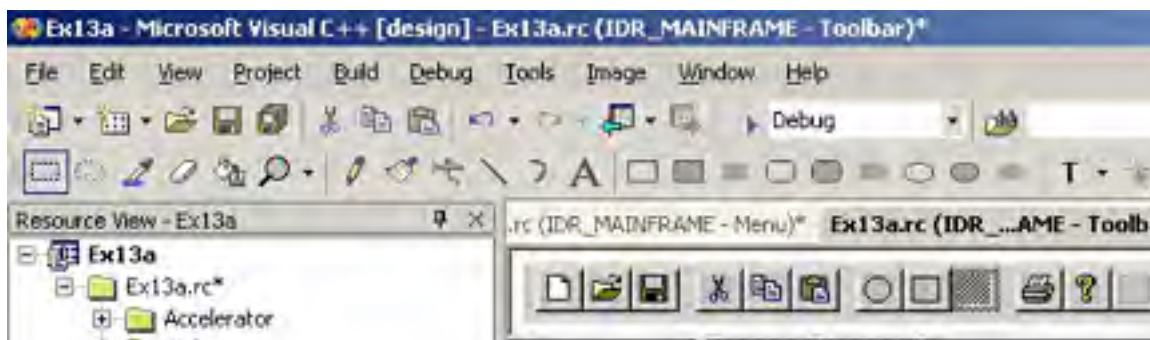 Ex13a - Microsoft Visual C++ [design] - Ex13a.rc (IDR_MAINFRAME - Toolbar)*
File Edit View Project Build Debug Tools Image Window Help
Debug
A T
Resource View - Ex13a
.rc (IDR_MAINFRAME - Menu)* Ex13a.rc (IDR_...AME - Toolb
Ex13a
Ex13a.rc*
Accelerator